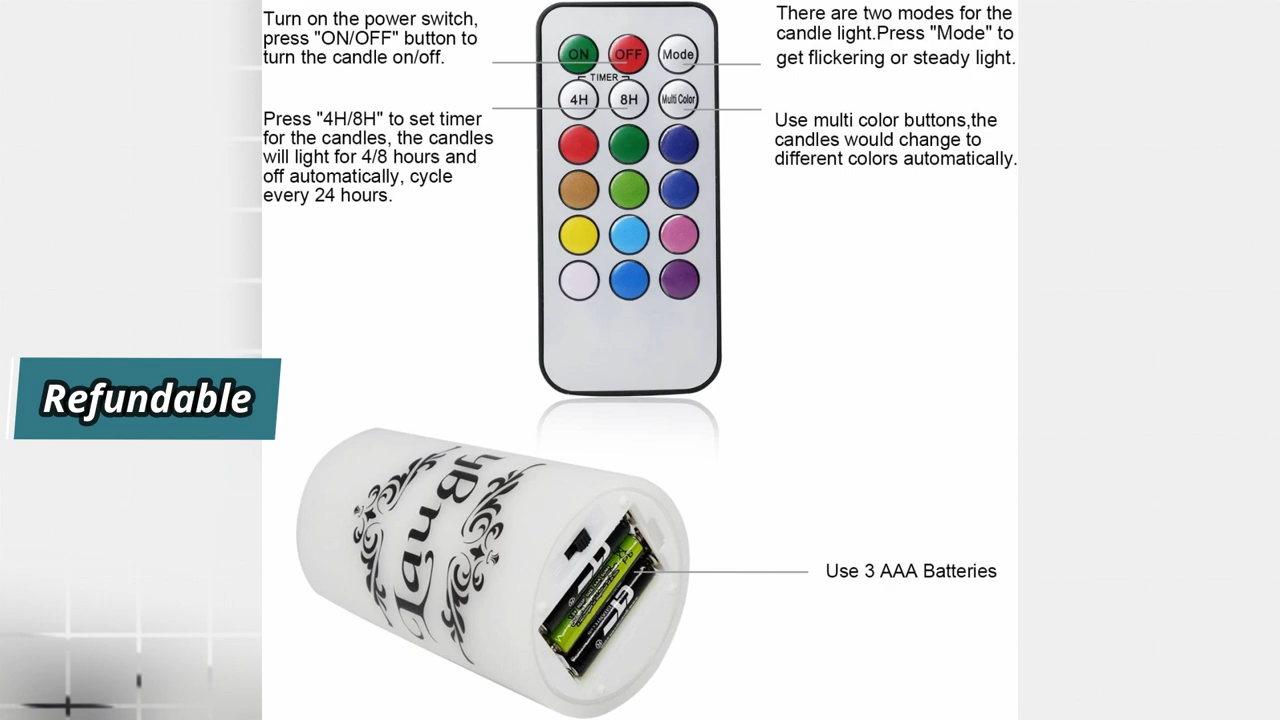 Turn on the power switch,
press "ON/OFF" button to
turn the candle on/off.
There are two modes for the
candle light.Press "Mode" to
get flickering or steady light.
ON
OFF
Mode
TIMER
4H
8H
Multi Color
Press "4H/8H" to set timer
for the candles, the candles
will light for 4/8 hours and
off automatically, cycle
every 24 hours.
Use multi color buttons,the
candles would change to
different colors automatically.
Refundable
Use 3 AAA Batteries